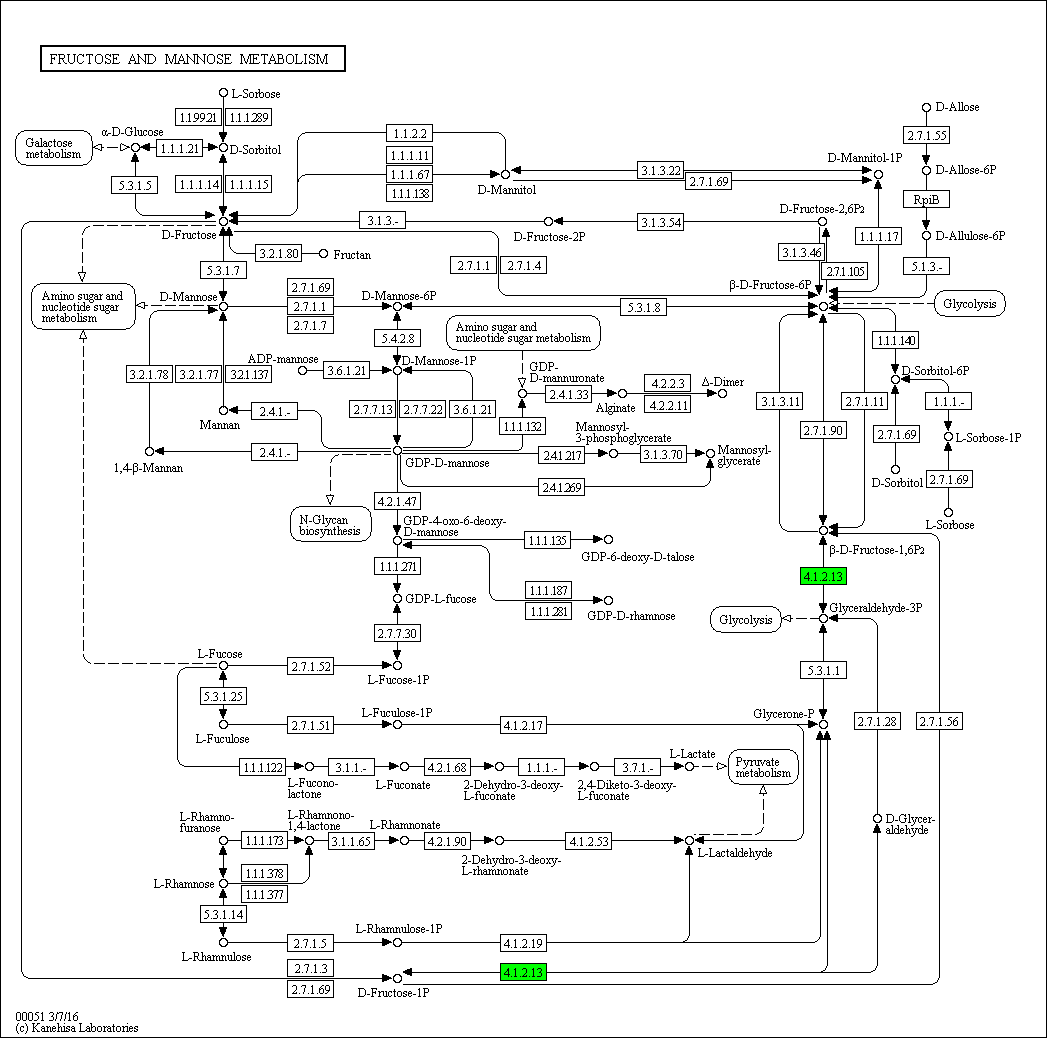 FRUCTOSE AND MANNOSE METABOLISM
L-Sorbose
1.1.99.21
1.1.1.289
D-Allose
α-D-Glucose
Galactose
metabolism
1.1.1.21
D-Sorbitol
1.1.2.2
2.7.1.55
1.1.1.11
D-Mannitol-1P
5.3.1.5
1.1.1.14
1.1.1.15
1.1.1.67
1.1.1.138
D-Mannitol
3.1.3.22
2.7.1.69
D-Allose-6P
RpiB
D-Fructose
3.1.3.-
D-Fructose-2P
3.1.3.54
D-Fructose-2,6P2
1.1.1.17
D-Allulose-6P
3.2.1.80
Fructan
3.1.3.46
5.3.1.7
2.7.1.1
2.7.1.4
2.7.1.105
5.1.3.-
Amino sugar and
nucleotide sugar
metabolism
D-Mannose
2.7.1.69
2.7.1.1
2.7.1.7
D-Mannose-6P
5.3.1.8
β-D-Fructose-6P
Glycolysis
5.4.2.8
Amino sugar and
nucleotide sugar metabolism
1.1.1.140
ADP-mannose
D-Mannose-1P
GDP-
D-mannuronate
D-Sorbitol-6P
3.2.1.78
3.2.1.77
3.2.1.137
3.6.1.21
2.4.1.33
Alginate
4.2.2.3
4.2.2.11
Δ-Dimer
Mannan
2.4.1.-
2.7.7.13
2.7.7.22
3.6.1.21
1.1.1.132
3.1.3.11
2.7.1.90
2.7.1.11
1.1.1.-
2.7.1.69
L-Sorbose-1P
Mannosyl-
3-phosphoglycerate
1,4-β-Mannan
2.4.1.-
GDP-D-mannose
2.4.1.217
3.1.3.70
Mannosyl-
glycerate
D-Sorbitol
2.7.1.69
2.4.1.269
N-Glycan
biosynthesis
4.2.1.47
L-Sorbose
GDP-4-oxo-6-deoxy-
D-mannose
1.1.1.135
GDP-6-deoxy-D-talose
β-D-Fructose-1,6P2
1.1.1.271
4.1.2.13
GDP-L-fucose
1.1.1.187
1.1.1.281
GDP-D-rhamnose
Glycolysis
Glyceraldehyde-3P
2.7.7.30
L-Fucose
2.7.1.52
L-Fucose-1P
5.3.1.1
5.3.1.25
L-Fuculose
2.7.1.51
L-Fuculose-1P
4.1.2.17
Glycerone-P
2.7.1.28
2.7.1.56
1.1.1.122
L-Fucono-
lactone
3.1.1.-
L-Fuconate
4.2.1.68
2-Dehydro-3-deoxy-
L-fuconate
1.1.1.-
2,4-Diketo-3-deoxy-
L-fuconate
3.7.1.-
L-Lactate
Pyruvate
metabolism
L-Rhamno-
furanose
1.1.1.173
L-Rhamnono-
1,4-lactone
3.1.1.65
L-Rhamnonate
4.2.1.90
2-Dehydro-3-deoxy-
L-rhamnonate
4.1.2.53
L-Lactaldehyde
D-Glycer-
aldehyde
L-Rhamnose
1.1.1.378
1.1.1.377
5.3.1.14
L-Rhamnulose
2.7.1.5
L-Rhamnulose-1P
4.1.2.19
2.7.1.3
2.7.1.69
D-Fructose-1P
4.1.2.13
00051 3/7/16
(c) Kanehisa Laboratories